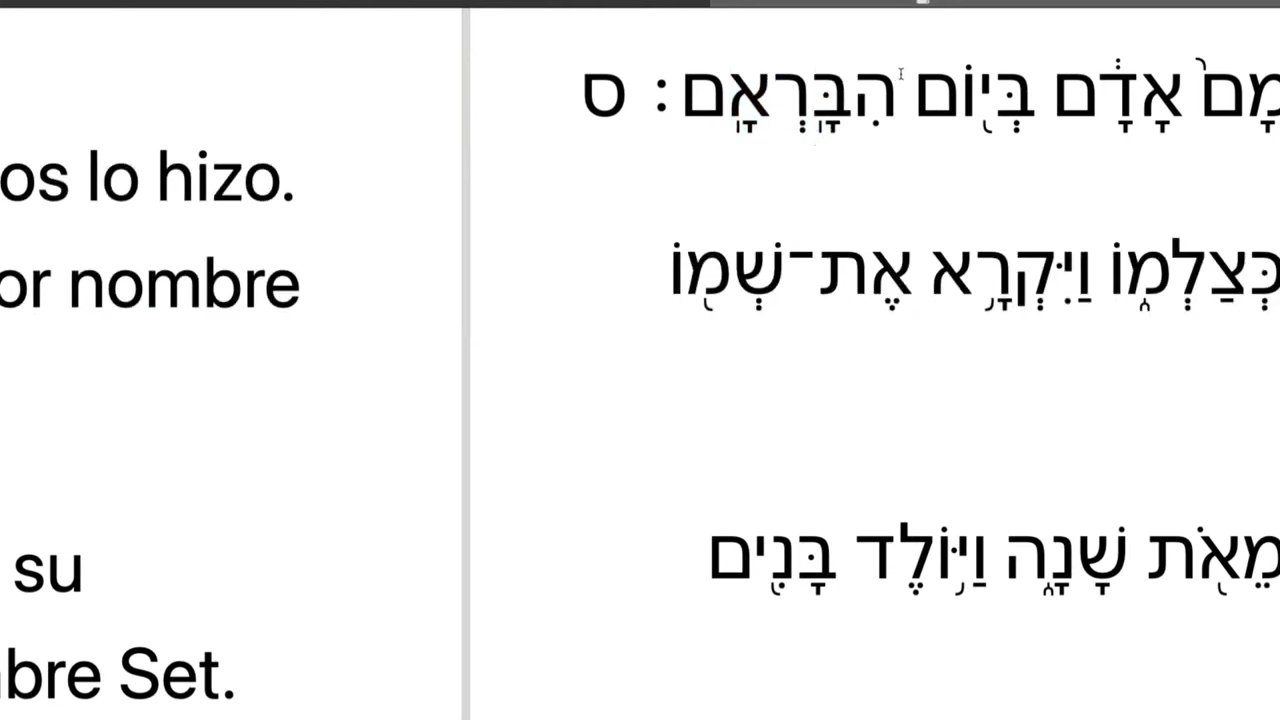 os lo hizo.
or nombre
su
bre Set.
מָם֙ אָדָ֔ם בְּי֖וֹם הִבָּֽרְאָֽם׃ ס
כְּצַלְמ֑וֹ וַיִּקְרָ֥א אֶת־שְׁמ֖וֹ
מֵאֹ֖ת שָׁנָ֑ה וַיּ֥וֹלֶד בָּנִ֖ים